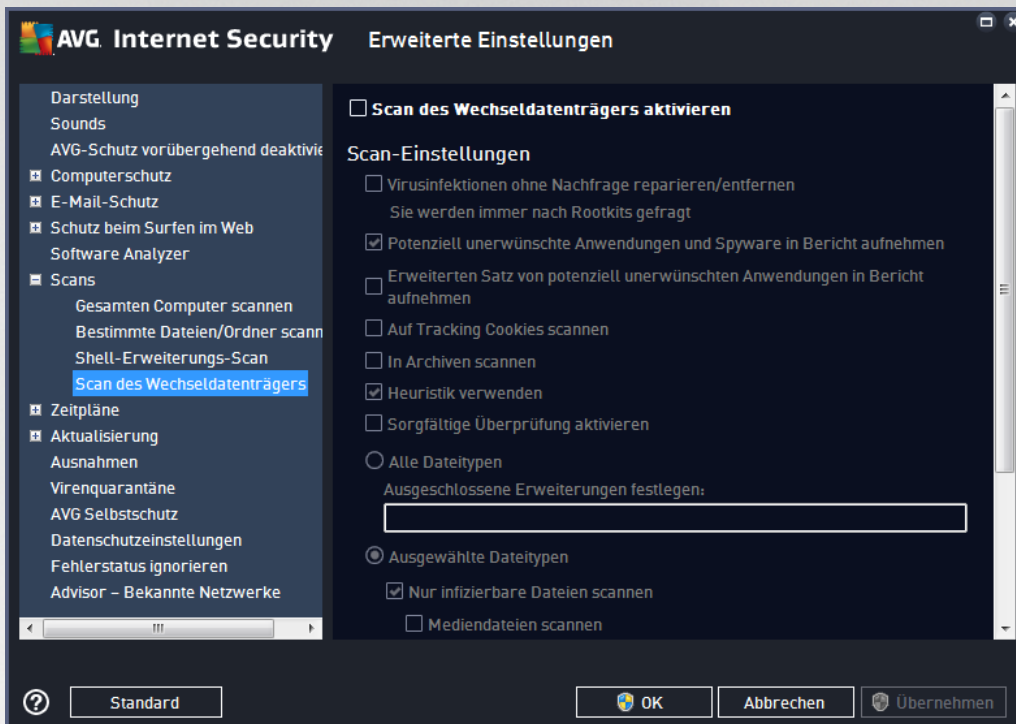 AVG Internet Security Erweiterte Einstellungen
Darstellung
Sounds
AVG-Schutz vorübergehend deaktivie
Computerschutz
E-Mail-Schutz
Schutz beim Surfen im Web
Software Analyzer
Scans
Gesamten Computer scannen
Bestimmte Dateien/Ordner scann
Shell-Erweiterungs-Scan
Scan des Wechseldatenträgers
Zeitpläne
Aktualisierung
Ausnahmen
Virenquarantäne
AVG Selbstschutz
Datenschutzeinstellungen
Fehlerstatus ignorieren
Advisor – Bekannte Netzwerke
Scan des Wechseldatenträgers aktivieren
Scan-Einstellungen
Virusinfektionen ohne Nachfrage reparieren/entfernen
Sie werden immer nach Rootkits gefragt
Potenziell unerwünschte Anwendungen und Spyware in Bericht aufnehmen
Erweiterten Satz von potenziell unerwünschten Anwendungen in Bericht
aufnehmen
Auf Tracking Cookies scannen
In Archiven scannen
Heuristik verwenden
Sorgfältige Überprüfung aktivieren
Alle Dateitypen
Ausgeschlossene Erweiterungen festlegen:
Ausgewählte Dateitypen
Nur infizierbare Dateien scannen
Mediendateien scannen
Standard
OK
Abbrechen
Übernehmen